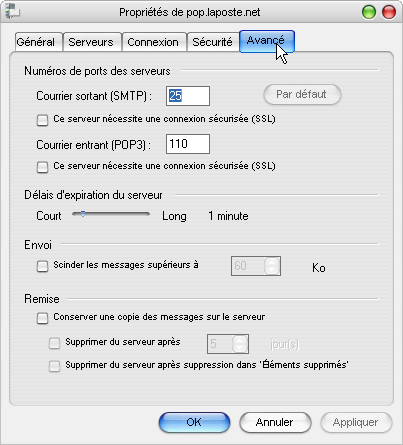 Propriétés de pop.laposte.net
Général Serveurs Connexion Sécurité Avancé
Numéros de ports des serveurs
Courrier sortant (SMTP) : 25 Par défaut
Ce serveur nécessite une connexion sécurisée (SSL)
Courrier entrant (POP3) : 110
Ce serveur nécessite une connexion sécurisée (SSL)
Délais d'expiration du serveur
Court Long 1 minute
Envoi
Scinder les messages supérieurs à 60 Ko
Remise
Conserver une copie des messages sur le serveur
Supprimer du serveur après 5 jour(s)
Supprimer du serveur après suppression dans 'Éléments supprimés'
OK Annuler Appliquer